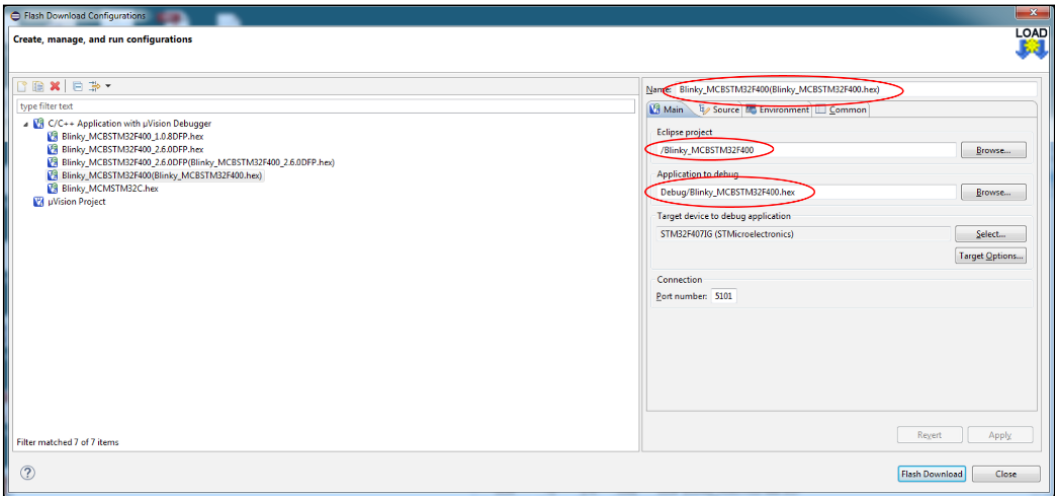 Flash Download Configurations
Create, manage, and run configurations
LOAD
type filter text
C/C++ Application with µVision Debugger
Blinky_MCBSTM32F400_1.0.8DFP.hex
Blinky_MCBSTM32F400_2.6.0DFP.hex
Blinky_MCBSTM32F400_2.6.0DFP(Blinky_MCBSTM32F400_2.6.0DFP.hex)
Blinky_MCBSTM32F400(Blinky_MCBSTM32F400.hex)
Blinky_MCMSTM32C.hex
µVision Project
Filter matched 7 of 7 items
Name: Blinky_MCBSTM32F400(Blinky_MCBSTM32F400.hex)
Main Source Environment Common
Eclipse project
/Blinky_MCBSTM32F400 Browse...
Application to debug
Debug/Blinky_MCBSTM32F400.hex Browse...
Target device to debug application
STM32F407IG (STMicroelectronics) Select...
Target Options...
Connection
Port number: 5101
Revert Apply
Flash Download Close